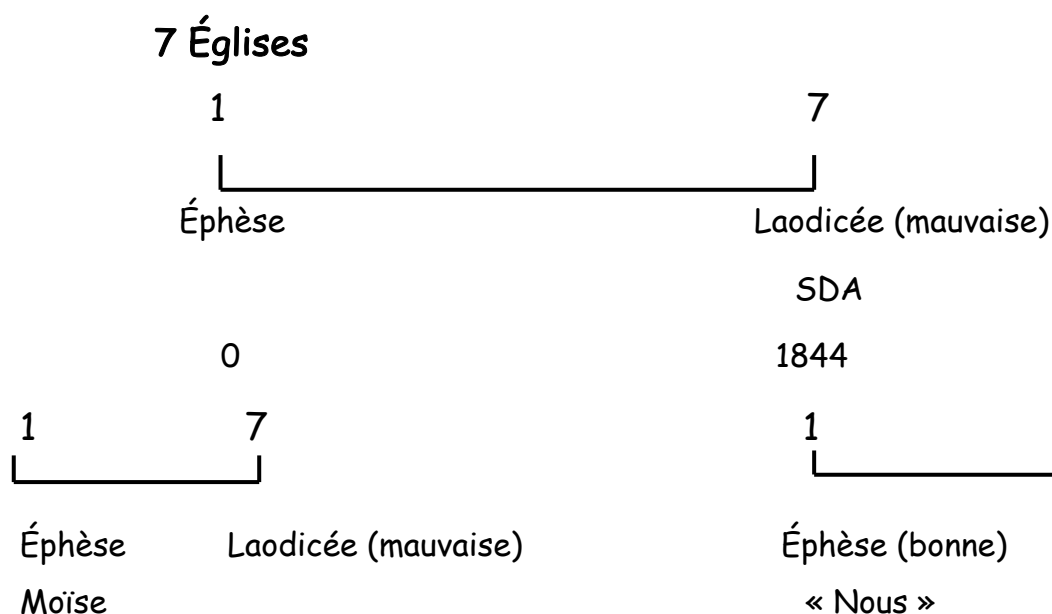 7 Églises
1 7
Éphèse Laodicée (mauvaise)
SDA
0 1844
1 7 1
Éphèse Laodicée (mauvaise) Éphèse (bonne)
Moïse « Nous »